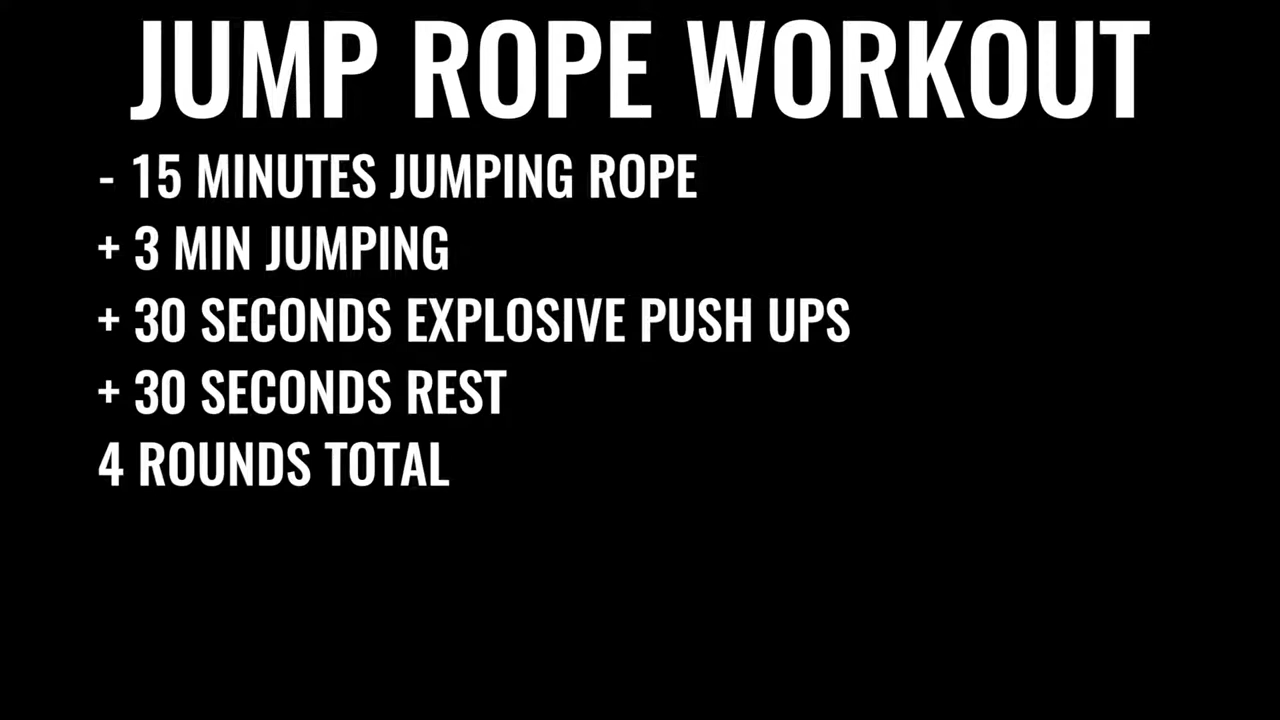 JUMP ROPE WORKOUT
- 15 MINUTES JUMPING ROPE
+ 3 MIN JUMPING
+ 30 SECONDS EXPLOSIVE PUSH UPS
+ 30 SECONDS REST
4 ROUNDS TOTAL